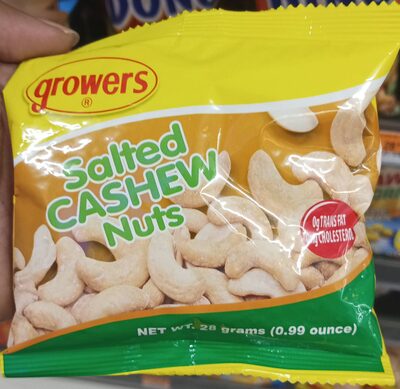 growers
®
Salted
CASHEW
Nuts
0g TRANS FAT
CHOLESTEROL
NET WT. 28 grams (0.99 ounce)